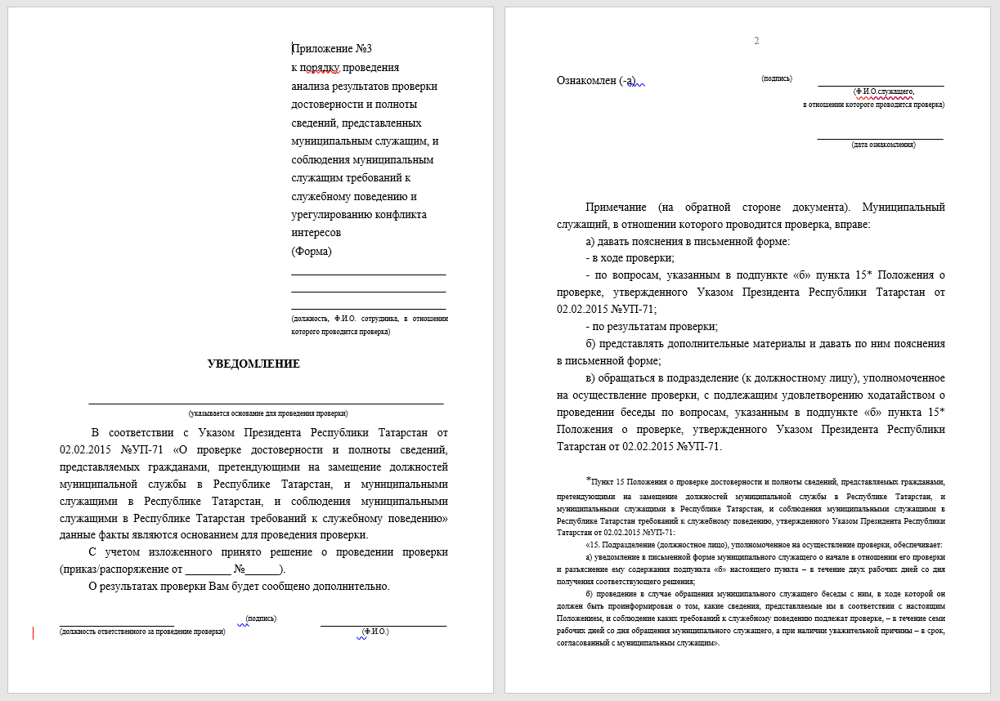 Приложение №3
к порядку проведения
анализа результатов проверки
достоверности и полноты
сведений, представленных
муниципальным служащим, и
соблюдения муниципальным
служащим требований к
служебному поведению и
урегулированию конфликта
интересов
(Форма)
(должность, Ф.И.О. сотрудника, в отношении
которого проводится проверка)
УВЕДОМЛЕНИЕ
(указывается основание для проведения проверки)
В соответствии с Указом Президента Республики Татарстан от
02.02.2015 №УП-71 «О проверке достоверности и полноты сведений,
представляемых гражданами, претендующими на замещение должностей
муниципальной службы в Республике Татарстан, и муниципальными
служащими в Республике Татарстан, и соблюдения муниципальными
служащими в Республике Татарстан требований к служебному поведению»
данные факты являются основанием для проведения проверки.
С учетом изложенного принято решение о проведении проверки
(приказ/распоряжение от ________ №______).
О результатах проверки Вам будет сообщено дополнительно.
(подпись)
(должность ответственного за проведение проверки) (Ф.И.О.)
2
Ознакомлен (-а) (подпись)
(Ф.И.О.служащего,
в отношении которого проводится проверка)
(дата ознакомления)
Примечание (на обратной стороне документа). Муниципальный
служащий, в отношении которого проводится проверка, вправе:
а) давать пояснения в письменной форме:
- в ходе проверки;
- по вопросам, указанным в подпункте «б» пункта 15* Положения о
проверке, утвержденного Указом Президента Республики Татарстан от
02.02.2015 №УП-71;
- по результатам проверки;
б) представлять дополнительные материалы и давать по ним пояснения
в письменной форме;
в) обращаться в подразделение (к должностному лицу), уполномоченное
на осуществление проверки, с подлежащим удовлетворению ходатайством о
проведении беседы по вопросам, указанным в подпункте «б» пункта 15*
Положения о проверке, утвержденного Указом Президента Республики
Татарстан от 02.02.2015 №УП-71.
*Пункт 15 Положения о проверке достоверности и полноты сведений, представляемых гражданами,
претендующими на замещение должностей муниципальной службы в Республике Татарстан, и
муниципальными служащими в Республике Татарстан, и соблюдения муниципальными служащими в
Республике Татарстан требований к служебному поведению, утвержденного Указом Президента Республики
Татарстан от 02.02.2015 №УП-71:
«15. Подразделение (должностное лицо), уполномоченное на осуществление проверки, обеспечивает:
а) уведомление в письменной форме муниципального служащего о начале в отношении его проверки
и разъяснение ему содержания подпункта «б» настоящего пункта – в течение двух рабочих дней со дня
получения соответствующего решения;
б) проведение в случае обращения муниципального служащего беседы с ним, в ходе которой он
должен быть проинформирован о том, какие сведения, представляемые им в соответствии с настоящим
Положением, и соблюдение каких требований к служебному поведению подлежат проверке, – в течение семи
рабочих дней со дня обращения муниципального служащего, а при наличии уважительной причины – в срок,
согласованный с муниципальным служащим».